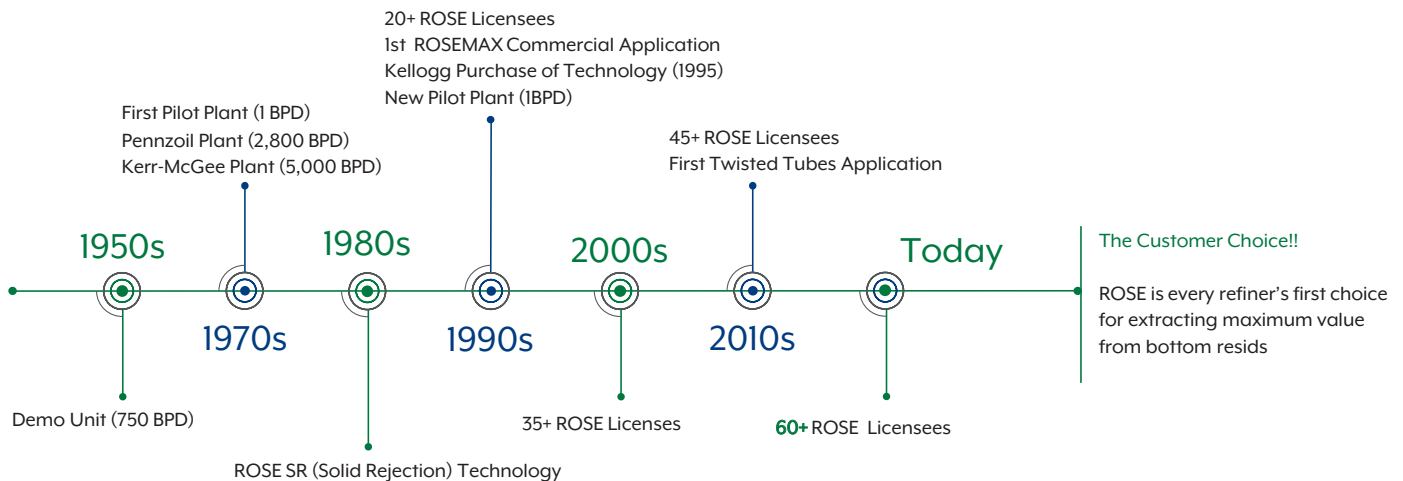 20+ ROSE Licensees
1st ROSEMAX Commercial Application
Kellogg Purchase of Technology (1995)
New Pilot Plant (1BPD)
First Pilot Plant (1 BPD)
Pennzoil Plant (2,800 BPD)
Kerr-McGee Plant (5,000 BPD)
45+ ROSE Licensees
First Twisted Tubes Application
1950s
1970s
1980s
1990s
2000s
2010s
Today
The Customer Choice!!
ROSE is every refiner's first choice
for extracting maximum value
from bottom resids
Demo Unit (750 BPD)
ROSE SR (Solid Rejection) Technology
35+ ROSE Licenses
60+ ROSE Licensees